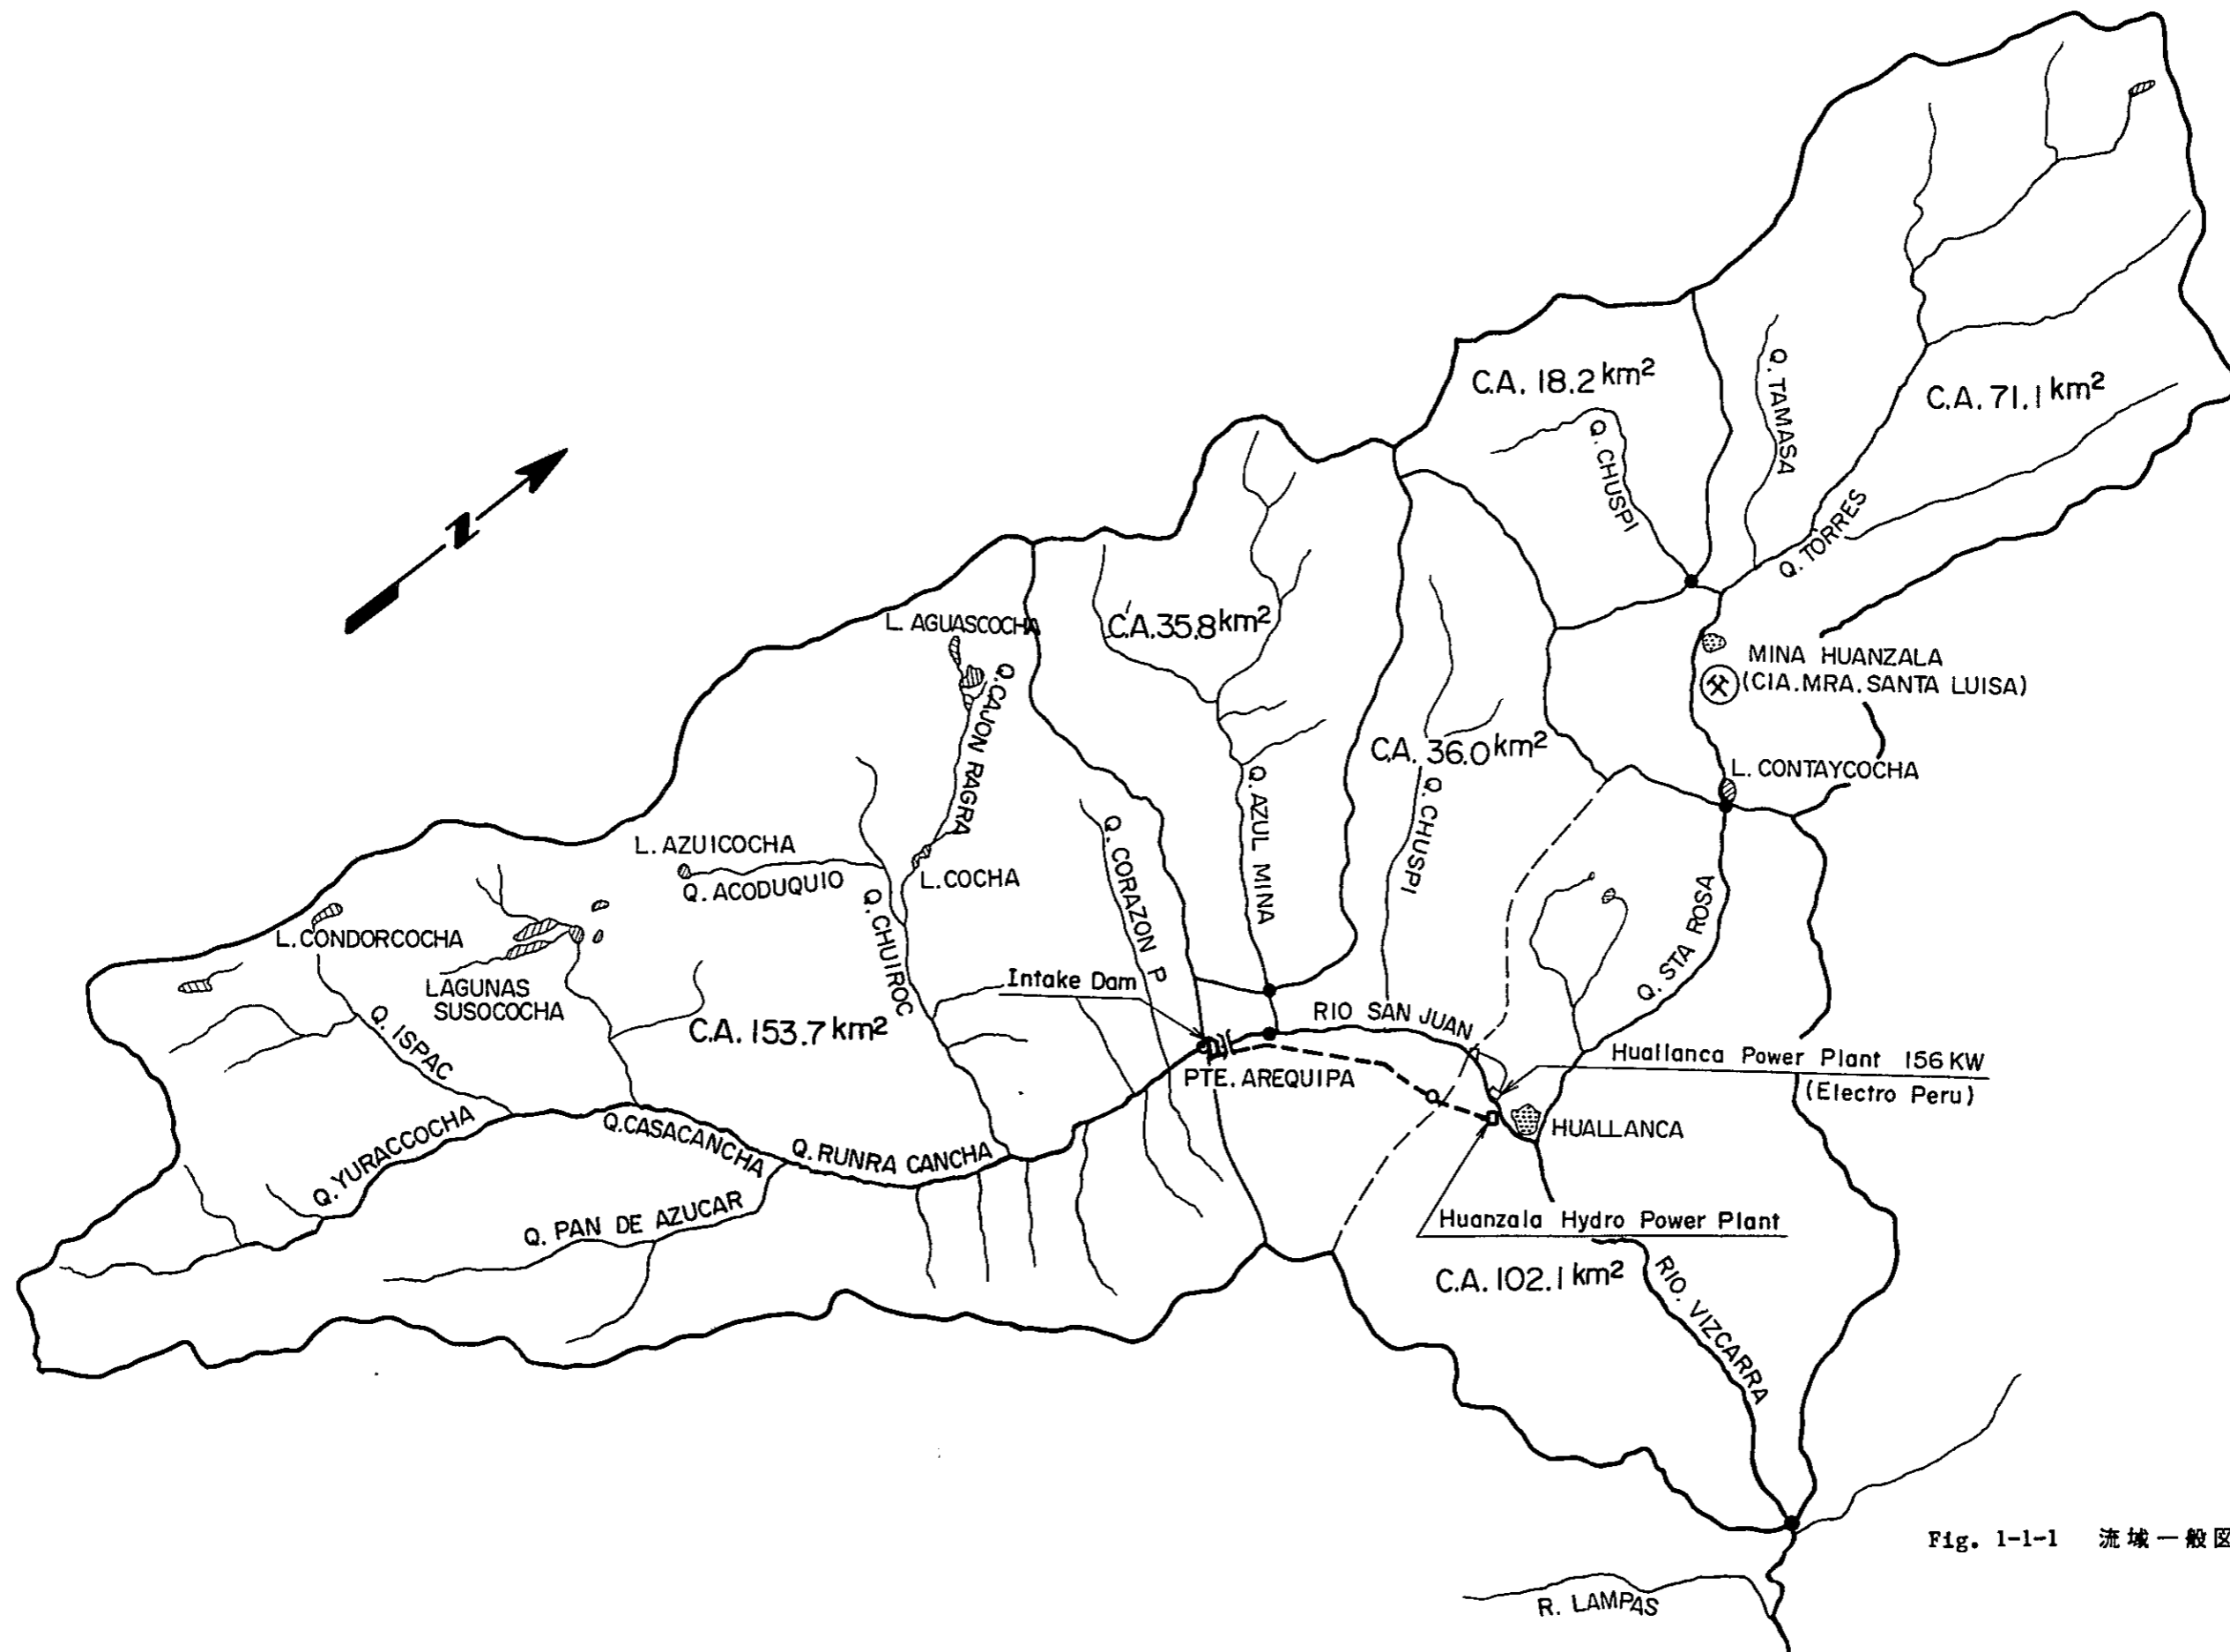 C.A. 18.2 km²
C.A. 71.1 km²
Q. TAMASA
Q. CHUSPI
Q. TORRES
N
L. AGUASCOCHA
C.A. 35.8 km²
MINA HUANZALA
(CIA. MRA. SANTA LUISA)
Q. CAJON RAGRA
C.A. 36.0 km²
L. CONTAYCOCHA
Q. AZUL MINA
Q. CHUSPI
L. AZUICOCHA
Q. ACODUQUIO
L. COCHA
Q. CORAZON P
Q. CHUIROC
Q. STA ROSA
L. CONDORCOCHA
LAGUNAS
SUSOCOCHA
Intake Dam
Q. ISPAC
C.A. 153.7 km²
RIO SAN JUAN
PTE. AREQUIPA
Huallanca Power Plant 156 KW
(Electro Peru)
HUALLANCA
Q. YURACCOCHA
Q. CASACANCHA
Q. RUNRA CANCHA
Q. PAN DE AZUCAR
Huanzala Hydro Power Plant
C.A. 102.1 km²
RIO. VIZCARRA
Fig. 1-1-1 流域一般図
R. LAMPAS